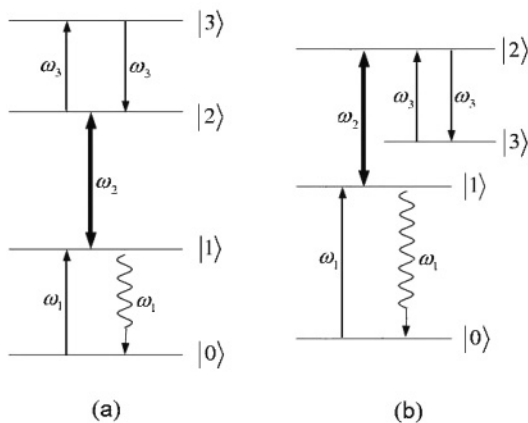 |3⟩
ω₃ ω₃
|2⟩
ω₂
|1⟩
ω₁ ω₁
|0⟩
(a)
|2⟩
ω₂ ω₃ ω₃
|3⟩
|1⟩
ω₁ ω₁
|0⟩
(b)